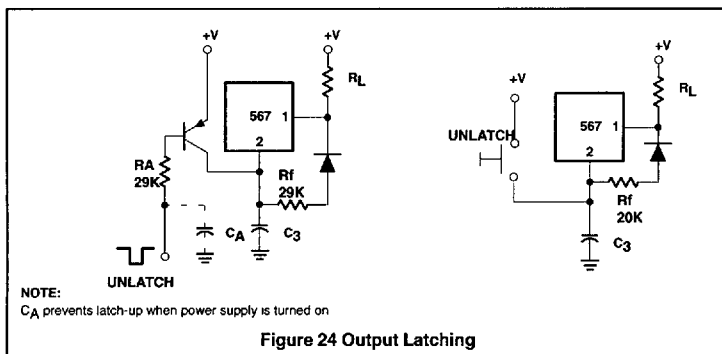 +V
+V
RL
567
1
2
RA
29K
Rf
29K
CA
C3
UNLATCH
+V
+V
RL
567
1
2
UNLATCH
Rf
20K
C3
NOTE:
CA prevents latch-up when power supply is turned on
Figure 24 Output Latching